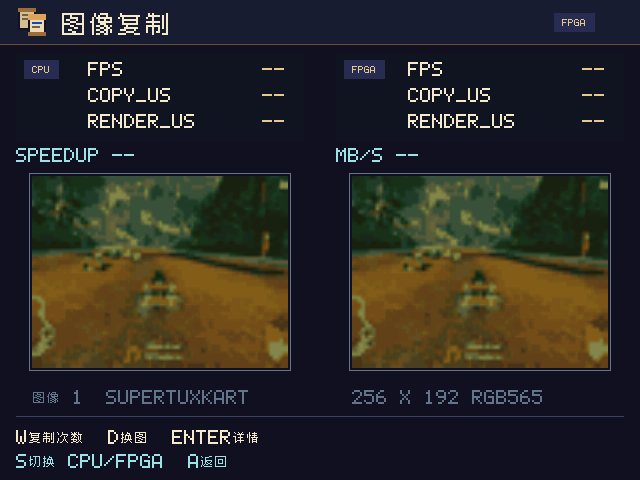 图像复制 FPGA
CPU FPS -- FPGA FPS --
COPY_US -- COPY_US --
RENDER_US -- RENDER_US --
SPEEDUP -- MB/S --
图像 1 SUPERTUXKART 256 X 192 RGB565
W复制次数 D换图 ENTER详情
S切换 CPU/FPGA A返回